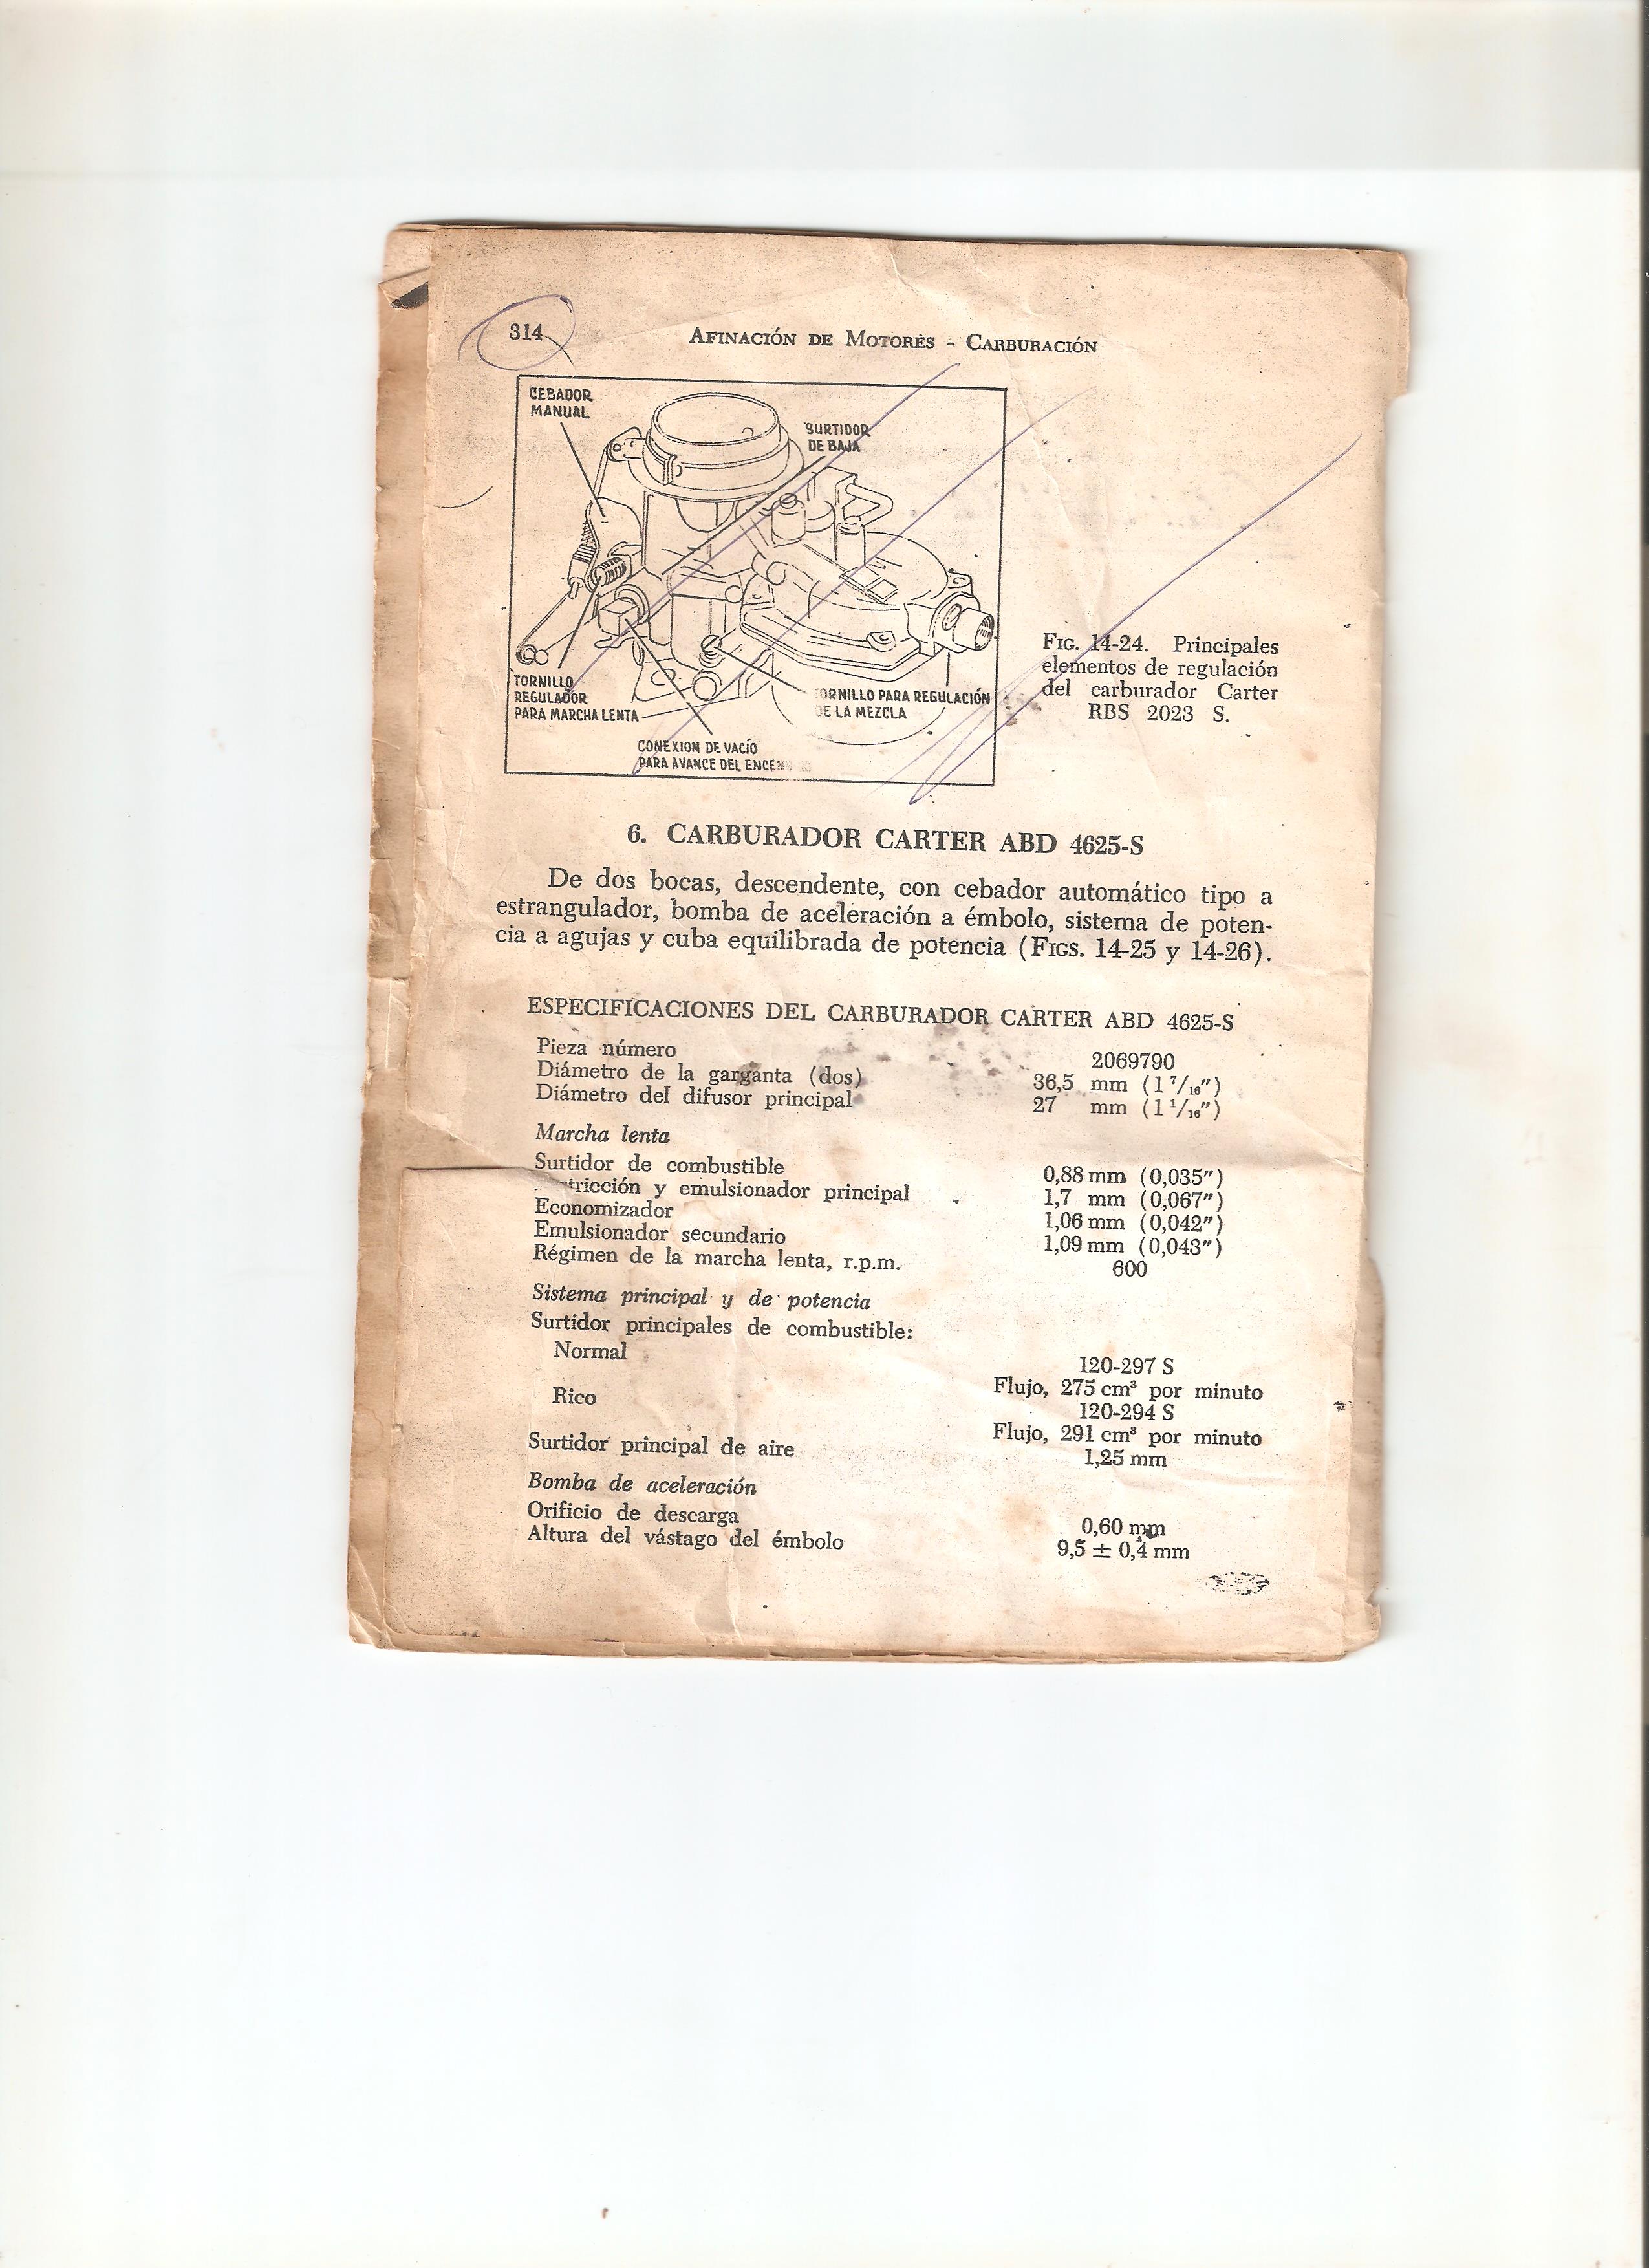 314
AFINACIÓN DE MOTORES - CARBURACIÓN
CEBADOR
MANUAL
SURTIDOR
DE BAJA
TORNILLO
REGULADOR
PARA MARCHA LENTA
TORNILLO PARA REGULACIÓN
DE LA MEZCLA
CONEXION DE VACÍO
PARA AVANCE DEL
FIG. 14-24. Principales
elementos de regulación
del carburador Carter
RBS 2023 S.
6. CARBURADOR CARTER ABD 4625-S
De dos bocas, descendente, con cebador automático tipo a
estrangulador, bomba de aceleración a émbolo, sistema de poten-
cia a agujas y cuba equilibrada de potencia (FIGS. 14-25 y 14-26).
ESPECIFICACIONES DEL CARBURADOR CARTER ABD 4625-S
Pieza número 2069790
Diámetro de la garganta (dos) 36,5 mm (1 7/16")
Diámetro del difusor principal 27 mm (1 1/16")
Marcha lenta
Surtidor de combustible 0,88 mm (0,035")
tricción y emulsionador principal 1,7 mm (0,067")
Economizador 1,06 mm (0,042")
Emulsionador secundario 1,09 mm (0,043")
Régimen de la marcha lenta, r.p.m. 600
Sistema principal y de potencia
Surtidor principales de combustible:
Normal 120-297 S
Flujo, 275 cm³ por minuto
Rico 120-294 S
Flujo, 291 cm³ por minuto
Surtidor principal de aire 1,25 mm
Bomba de aceleración
Orificio de descarga 0,60 mm
Altura del vástago del émbolo 9,5 ± 0,4 mm